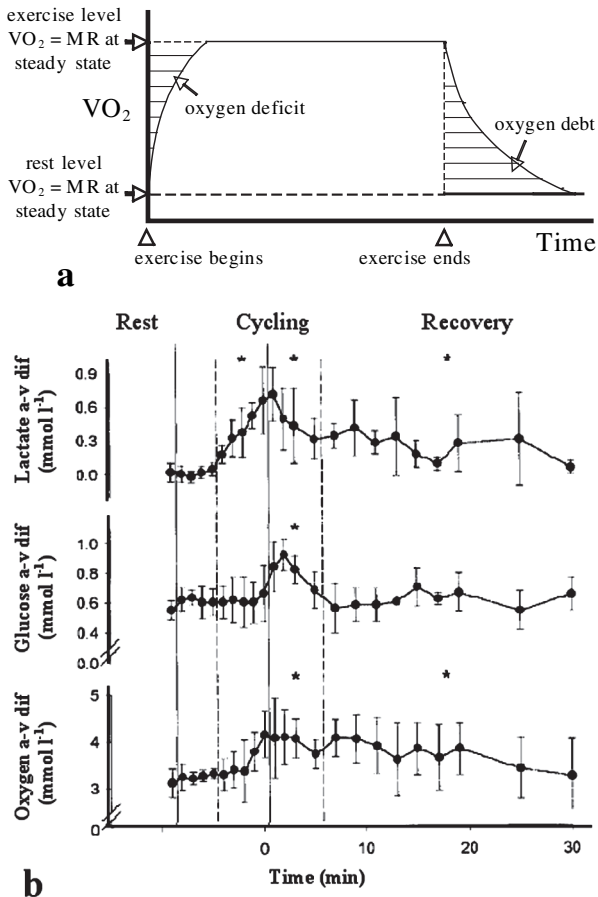 exercise level
VO₂ = MR at
steady state
VO₂
oxygen deficit
oxygen debt
rest level
VO₂ = MR at
steady state
Time
exercise begins
exercise ends
a
Rest
Cycling
Recovery
* * *
0.9
0.6
0.3
0.0
Lactate a-v dif
(mmol l⁻¹)
*
1.0
0.8
0.6
0.4
0.0
Glucose a-v dif
(mmol l⁻¹)
* *
5
4
3
0
Oxygen a-v dif
(mmol l⁻¹)
0 10 20 30
Time (min)
b